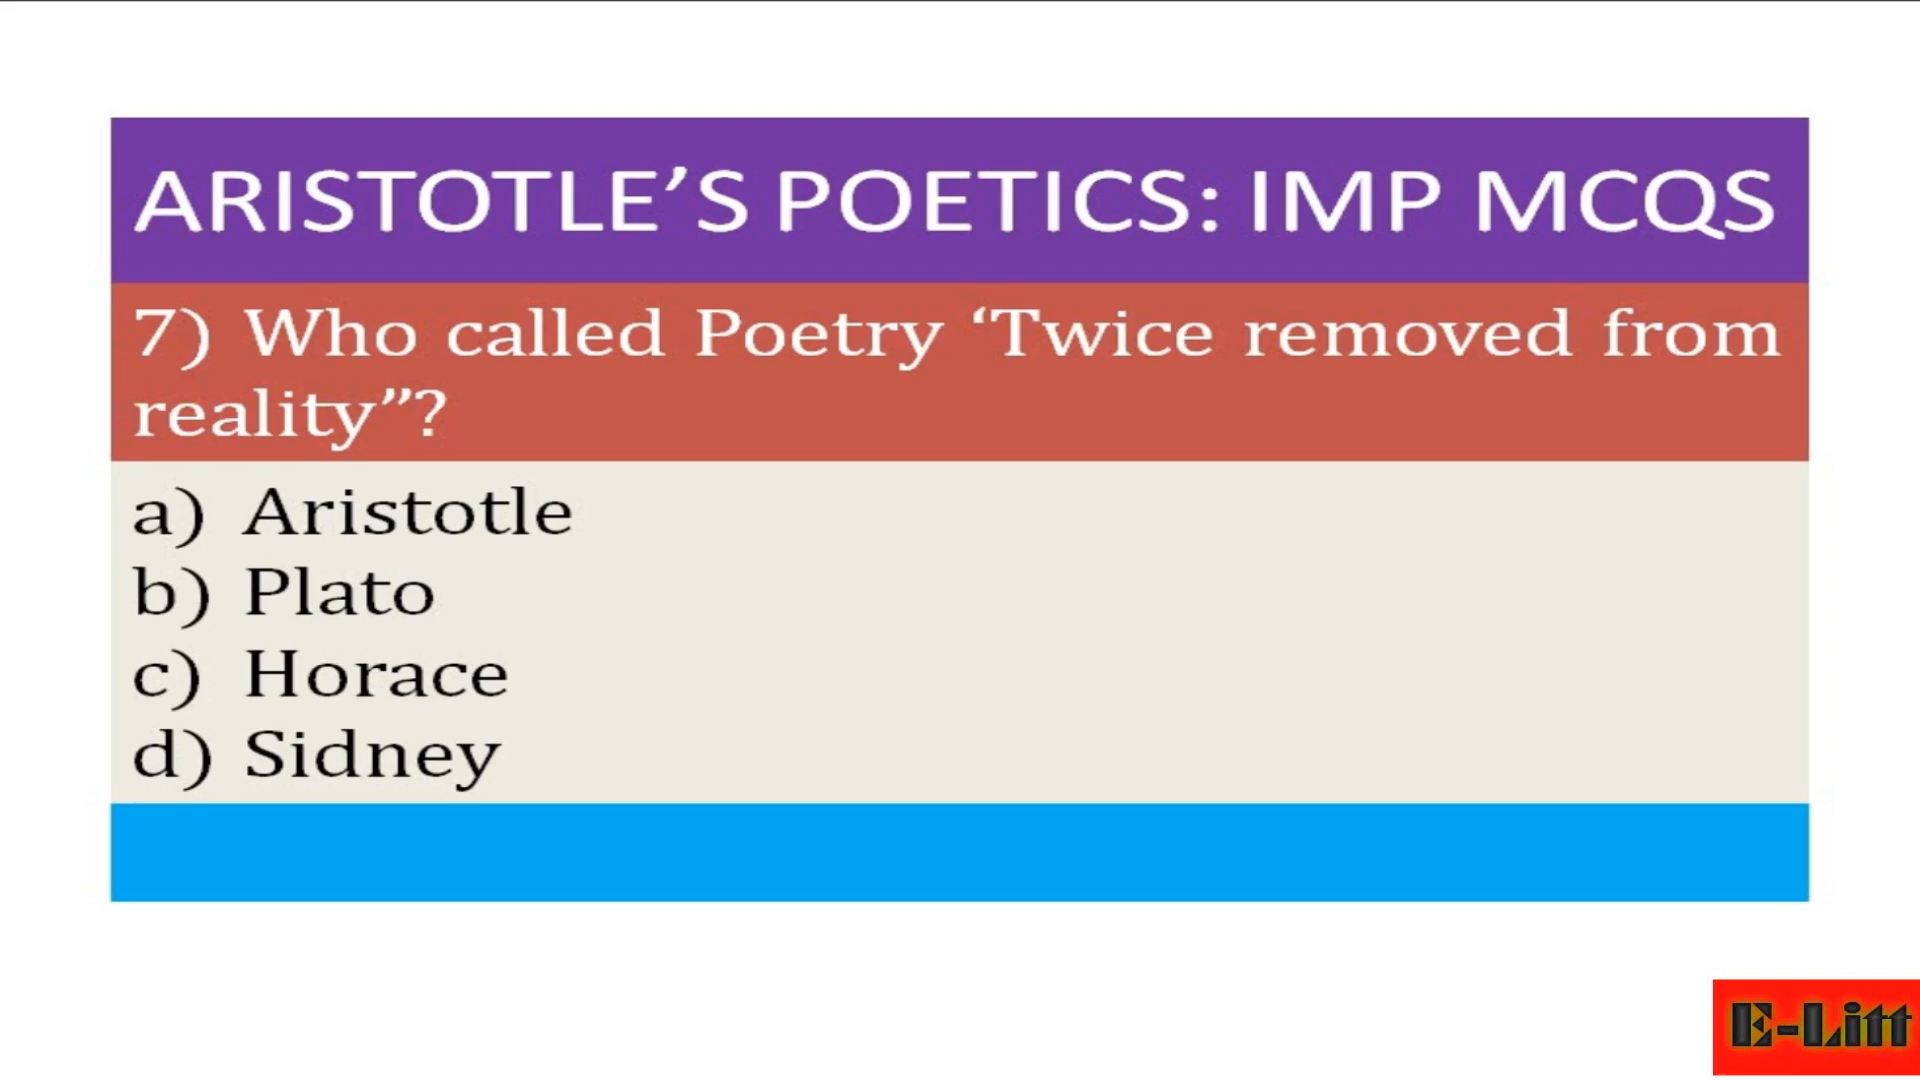 ARISTOTLE’S POETICS: IMP MCQS
7) Who called Poetry ‘Twice removed from
reality”?
a) Aristotle
b) Plato
c) Horace
d) Sidney
E-Litt